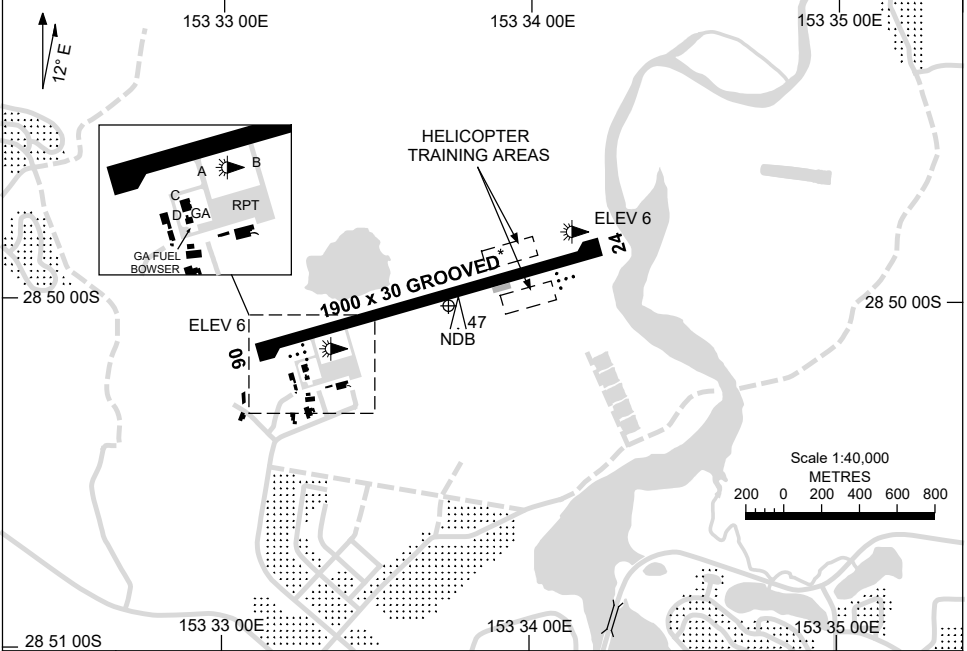 153 33 00E
153 34 00E
153 35 00E
12° E
HELICOPTER
TRAINING AREAS
A
B
C
D
GA
RPT
GA FUEL
BOWSER
ELEV 6
24
1900 x 30 GROOVED*
28 50 00S
28 50 00S
ELEV 6
47
NDB
06
Scale 1:40,000
METRES
200 0 200 400 600 800
153 33 00E
153 34 00E
153 35 00E
28 51 00S